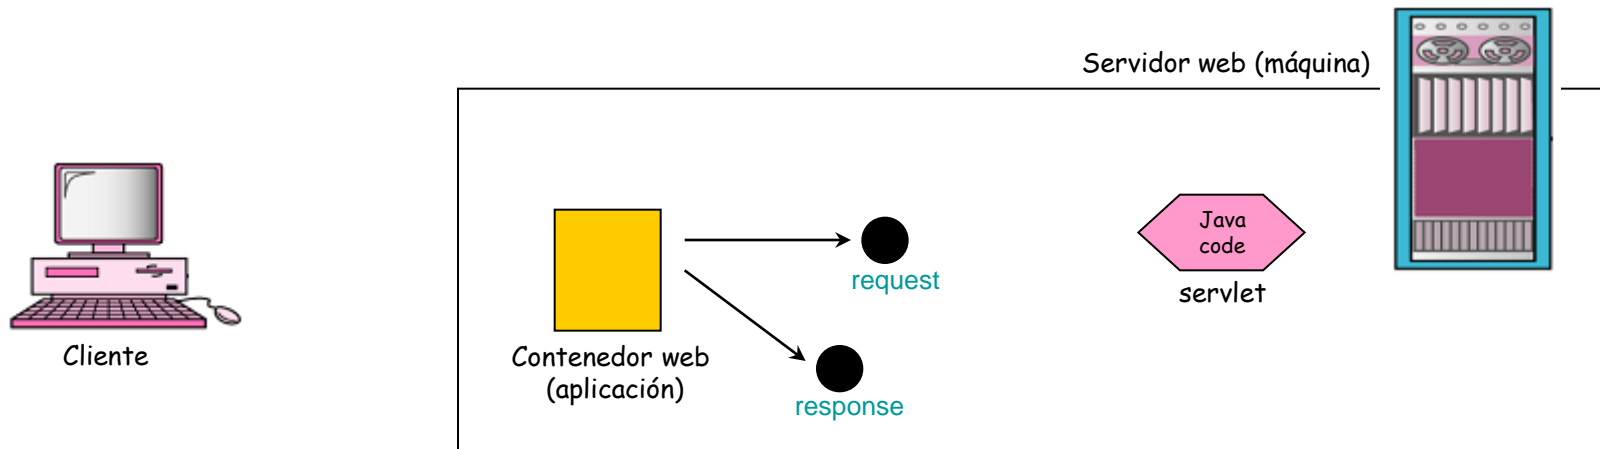 Servidor web (máquina)
Java
code
request
servlet
Cliente
Contenedor web
(aplicación)
response